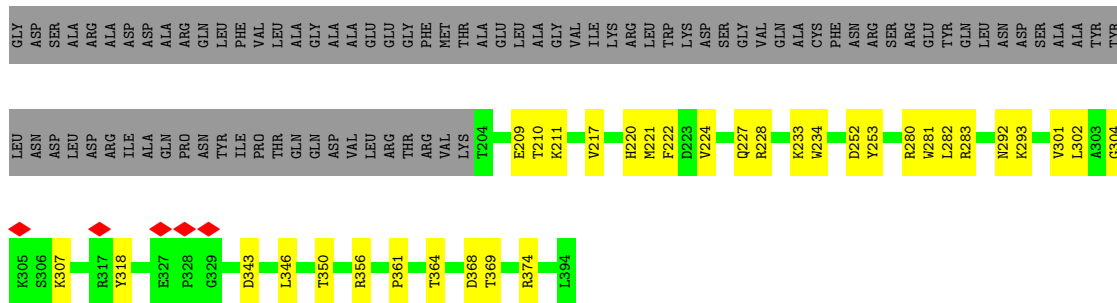 GLY ASP SER ALA ARG ALA ASP ASP ALA ARG GLN LEU PHE VAL LEU ALA GLY ALA ALA GLU GLU GLY PHE MET THR ALA GLU LEU ALA GLY VAL ILE LYS ARG LEU TRP LYS ASP SER GLY VAL GLN ALA CYS PHE ASN ARG SER ARG GLU TYR GLN LEU ASN ASP SER ALA ALA TYR TYR
LEU ASN ASP LEU ASP ARG ILE ALA GLN PRO ASN TYR ILE PRO THR GLN GLN ASP VAL LEU ARG THR ARG VAL LYS T204 E209 T210 K211 V217 H220 M221 F222 D223 V224 Q227 R228 K233 W234 D252 Y253 R280 W281 L282 R283 N292 K293 V301 L302 A303 G304
K305 S306 K307 R317 Y318 E327 P328 G329 D343 L346 T350 R356 P361 T364 D368 T369 R374 L394